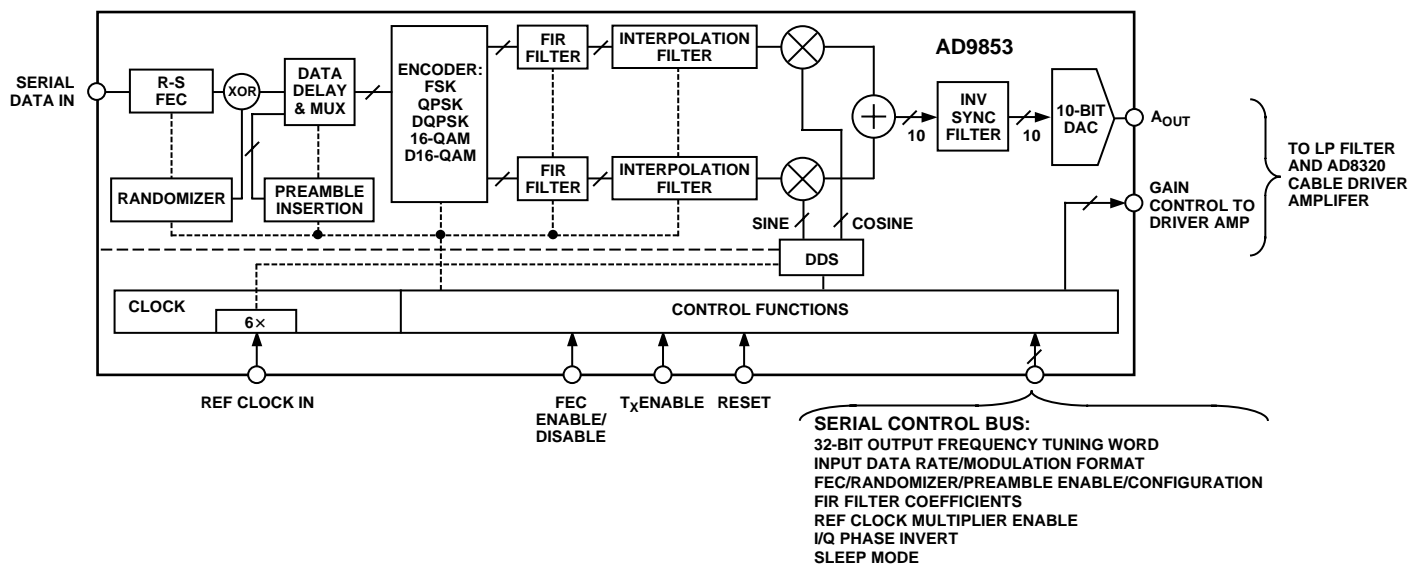 AD9853
SERIAL
DATA IN
R-S
FEC
XOR
DATA
DELAY
& MUX
RANDOMIZER
PREAMBLE
INSERTION
ENCODER:
FSK
QPSK
DQPSK
16-QAM
D16-QAM
FIR
FILTER
INTERPOLATION
FILTER
FIR
FILTER
INTERPOLATION
FILTER
SINE
COSINE
DDS
10
INV
SYNC
FILTER
10
10-BIT
DAC
AOUT
GAIN
CONTROL TO
DRIVER AMP
TO LP FILTER
AND AD8320
CABLE DRIVER
AMPLIFER
CLOCK
6×
CONTROL FUNCTIONS
REF CLOCK IN
FEC
ENABLE/
DISABLE
TXENABLE
RESET
SERIAL CONTROL BUS:
32-BIT OUTPUT FREQUENCY TUNING WORD
INPUT DATA RATE/MODULATION FORMAT
FEC/RANDOMIZER/PREAMBLE ENABLE/CONFIGURATION
FIR FILTER COEFFICIENTS
REF CLOCK MULTIPLIER ENABLE
I/Q PHASE INVERT
SLEEP MODE